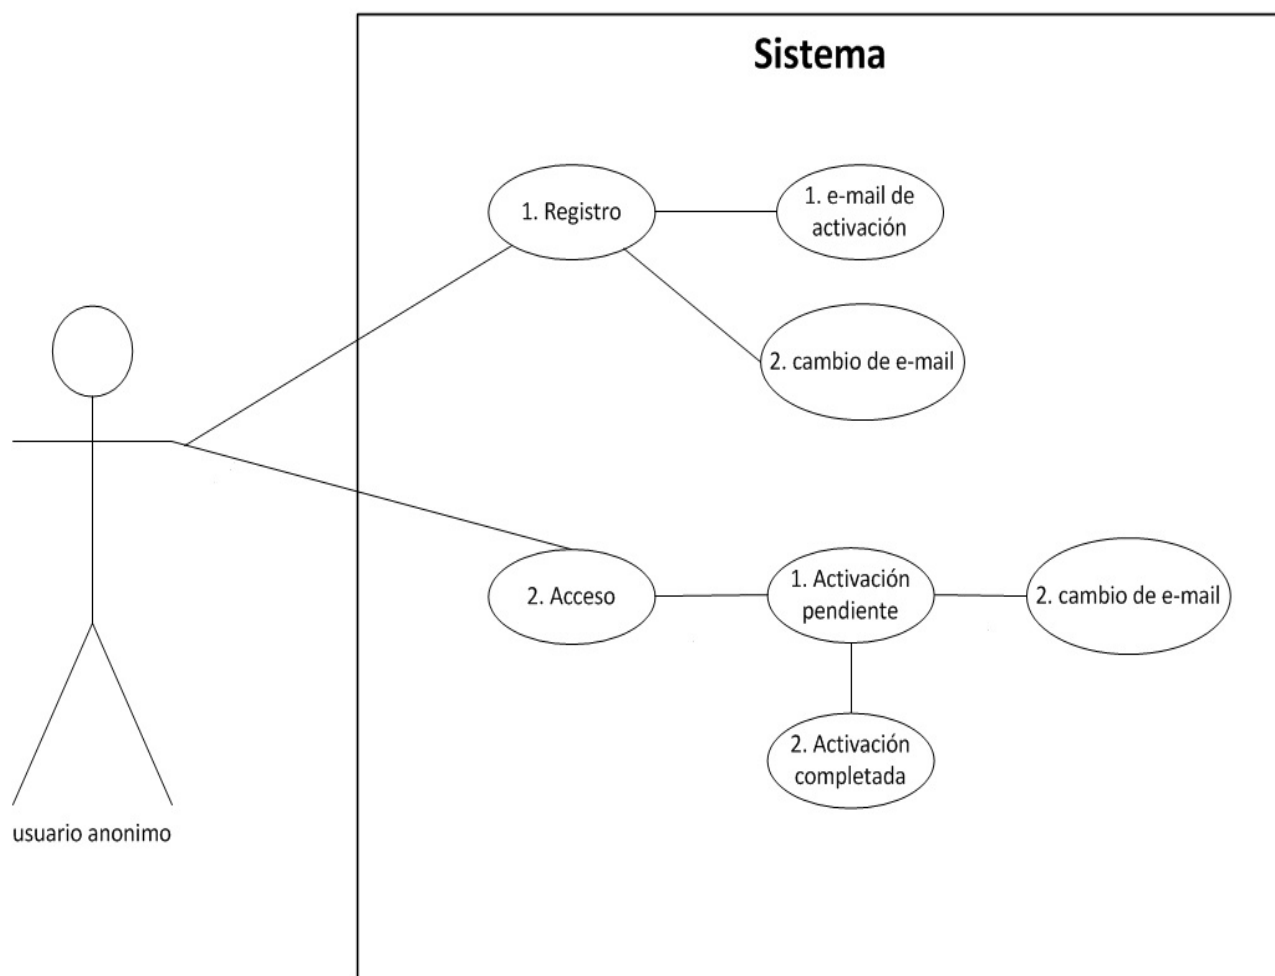 Sistema
1. Registro
1. e-mail de
activación
2. cambio de e-mail
2. Acceso
1. Activación
pendiente
2. cambio de e-mail
2. Activación
completada
usuario anonimo